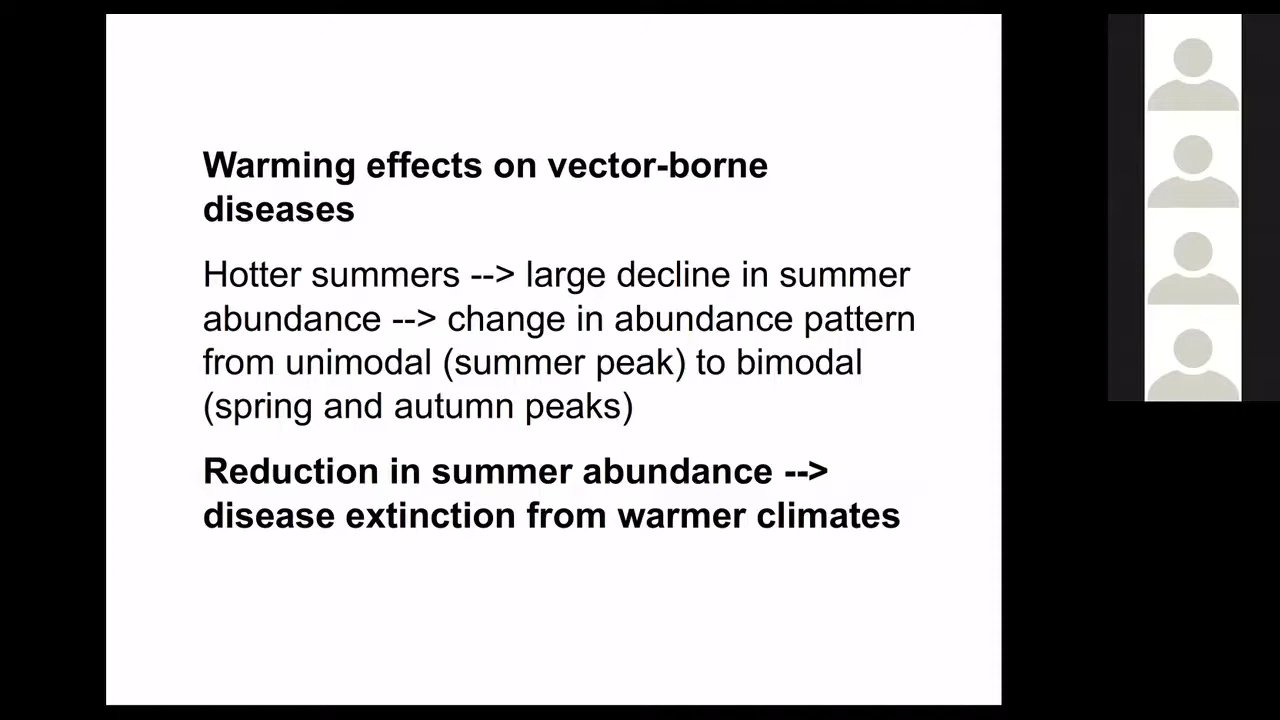 Warming effects on vector-borne
diseases
Hotter summers --> large decline in summer
abundance --> change in abundance pattern
from unimodal (summer peak) to bimodal
(spring and autumn peaks)
Reduction in summer abundance -->
disease extinction from warmer climates